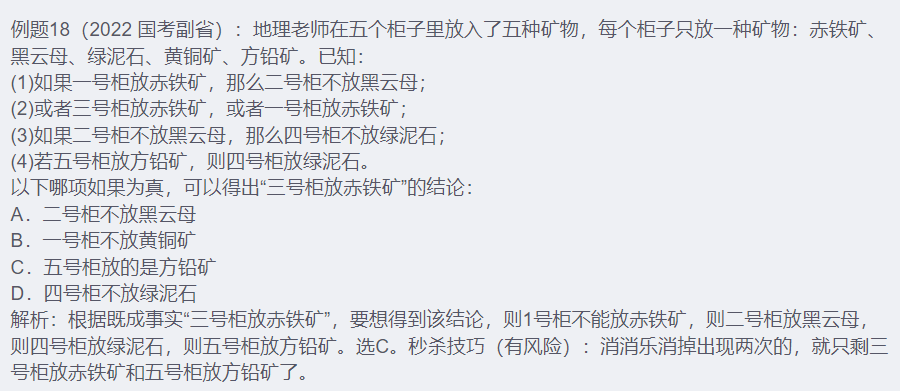 例题18（2022 国考副省）：地理老师在五个柜子里放入了五种矿物，每个柜子只放一种矿物：赤铁矿、
黑云母、绿泥石、黄铜矿、方铅矿。已知：
(1)如果一号柜放赤铁矿，那么二号柜不放黑云母；
(2)或者三号柜放赤铁矿，或者一号柜放赤铁矿；
(3)如果二号柜不放黑云母，那么四号柜不放绿泥石；
(4)若五号柜放方铅矿，则四号柜放绿泥石。
以下哪项如果为真，可以得出“三号柜放赤铁矿”的结论：
A．二号柜不放黑云母
B．一号柜不放黄铜矿
C．五号柜放的是方铅矿
D．四号柜不放绿泥石
解析：根据既成事实“三号柜放赤铁矿”，要想得到该结论，则1号柜不能放赤铁矿，则二号柜放黑云母，
则四号柜放绿泥石，则五号柜放方铅矿。选C。秒杀技巧（有风险）：消消乐消掉出现两次的，就只剩三
号柜放赤铁矿和五号柜放方铅矿了。